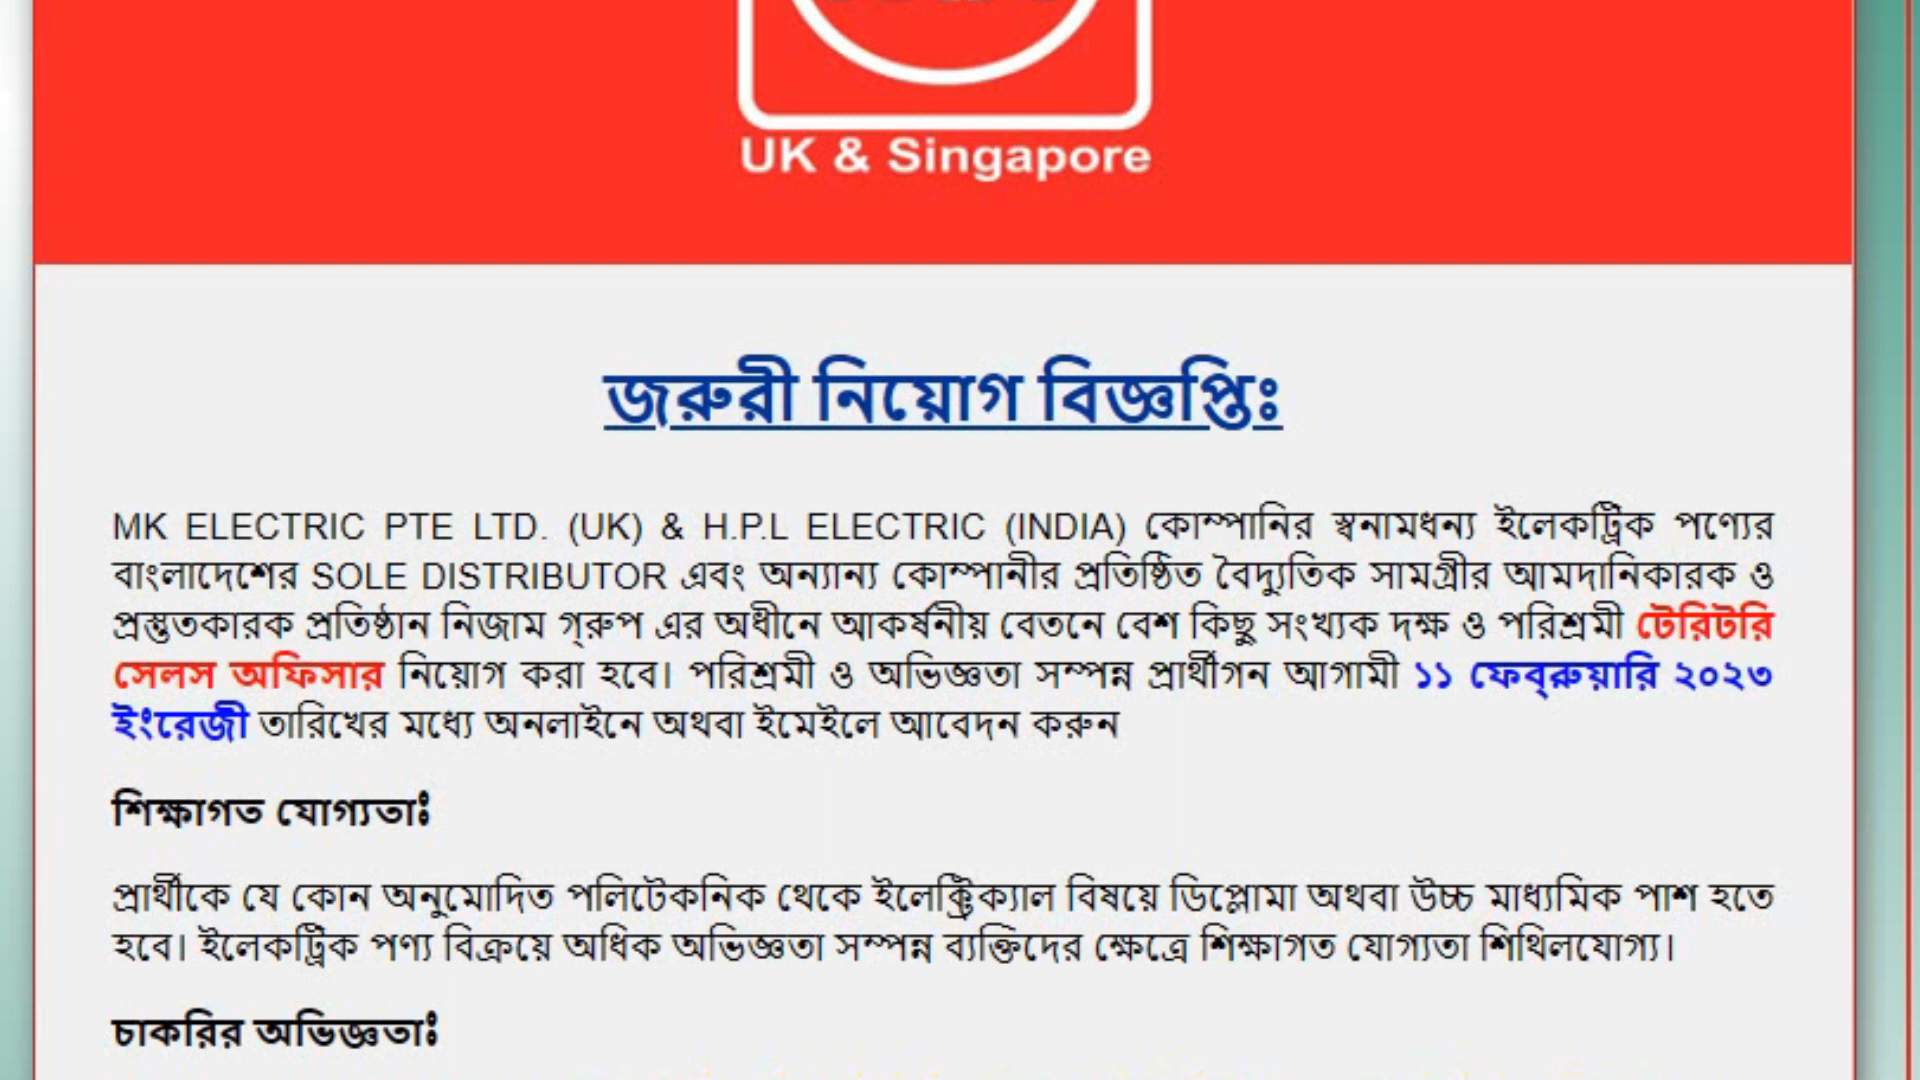 UK & Singapore
জরুরী নিয়োগ বিজ্ঞপ্তিঃ
MK ELECTRIC PTE LTD. (UK) & H.P.L ELECTRIC (INDIA) কোম্পানির স্বনামধন্য ইলেকট্রিক পণ্যের
বাংলাদেশের SOLE DISTRIBUTOR এবং অন্যান্য কোম্পানীর প্রতিষ্ঠিত বৈদ্যুতিক সামগ্রীর আমদানিকারক ও
প্রস্তুতকারক প্রতিষ্ঠান নিজাম গ্‌রুপ এর অধীনে আকর্ষনীয় বেতনে বেশ কিছু সংখ্যক দক্ষ ও পরিশ্রমী টেরিটরি
সেলস অফিসার নিয়োগ করা হবে। পরিশ্রমী ও অভিজ্ঞতা সম্পন্ন প্রার্থীগন আগামী ১১ ফেব্‌রুয়ারি ২০২৩
ইংরেজী তারিখের মধ্যে অনলাইনে অথবা ইমেইলে আবেদন করুন
শিক্ষাগত যোগ্যতাঃ
প্রার্থীকে যে কোন অনুমোদিত পলিটেকনিক থেকে ইলেক্ট্রিক্যাল বিষয়ে ডিপ্লোমা অথবা উচ্চ মাধ্যমিক পাশ হতে
হবে। ইলেকট্রিক পণ্য বিক্রয়ে অধিক অভিজ্ঞতা সম্পন্ন ব্যক্তিদের ক্ষেত্রে শিক্ষাগত যোগ্যতা শিথিলযোগ্য।
চাকরির অভিজ্ঞতাঃ